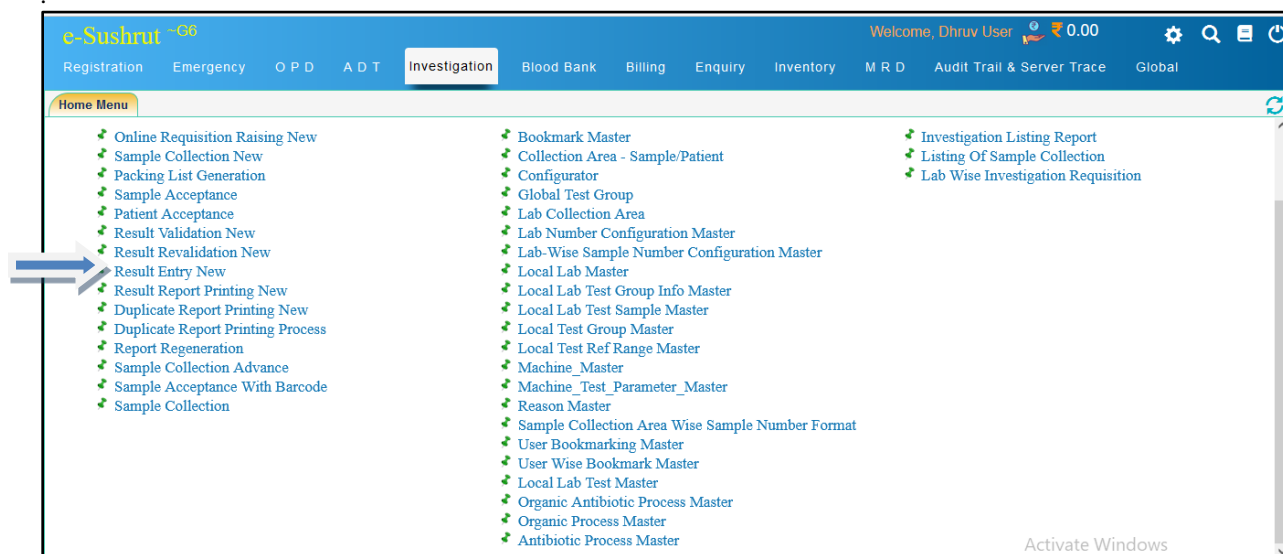 e-Sushrut ~G6
Welcome, Dhruv User ₹ 0.00
Registration Emergency O P D A D T Investigation Blood Bank Billing Enquiry Inventory M R D Audit Trail & Server Trace Global
Home Menu
Online Requisition Raising New
Sample Collection New
Packing List Generation
Sample Acceptance
Patient Acceptance
Result Validation New
Result Revalidation New
Result Entry New
Result Report Printing New
Duplicate Report Printing New
Duplicate Report Printing Process
Report Regeneration
Sample Collection Advance
Sample Acceptance With Barcode
Sample Collection
Bookmark Master
Collection Area - Sample/Patient
Configurator
Global Test Group
Lab Collection Area
Lab Number Configuration Master
Lab-Wise Sample Number Configuration Master
Local Lab Master
Local Lab Test Group Info Master
Local Lab Test Sample Master
Local Test Group Master
Local Test Ref Range Master
Machine_Master
Machine_Test_Parameter_Master
Reason Master
Sample Collection Area Wise Sample Number Format
User Bookmarking Master
User Wise Bookmark Master
Local Lab Test Master
Organic Antibiotic Process Master
Organic Process Master
Antibiotic Process Master
Investigation Listing Report
Listing Of Sample Collection
Lab Wise Investigation Requisition
Activate Windows